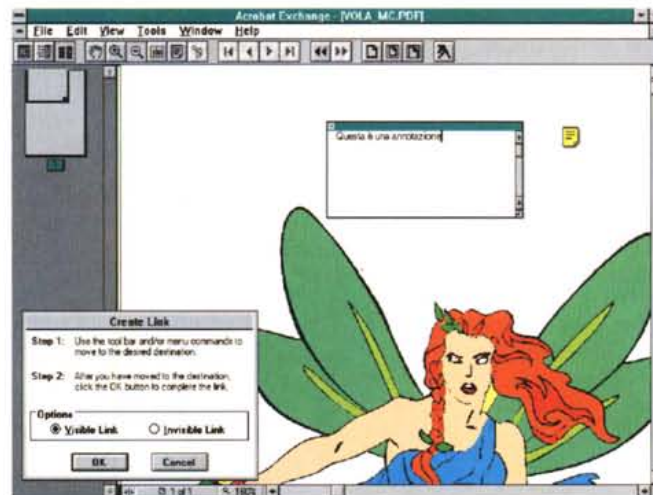 Acrobat Exchange - [VOLA_MC.PDF]
File Edit View Tools Window Help
Questa è una annotazione
Create Link
Step 1: Use the tool bar and/or menu commands to
move to the desired destination.
Step 2: After you have moved to the destination,
click the OK button to complete the link.
Options
Visible Link Invisible Link
OK Cancel
1 of 1